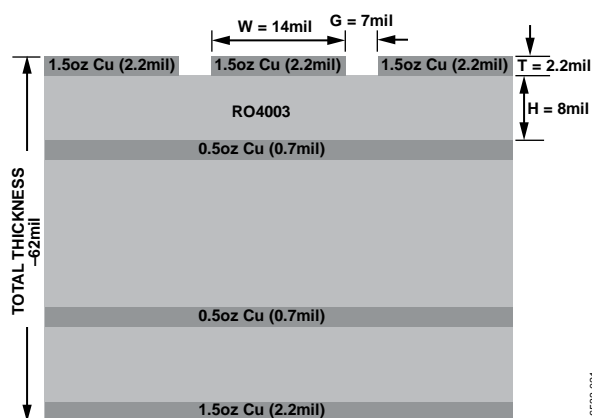 W = 14mil
G = 7mil
1.5oz Cu (2.2mil)
1.5oz Cu (2.2mil)
1.5oz Cu (2.2mil)
T = 2.2mil
RO4003
H = 8mil
0.5oz Cu (0.7mil)
TOTAL THICKNESS
–62mil
0.5oz Cu (0.7mil)
1.5oz Cu (2.2mil)